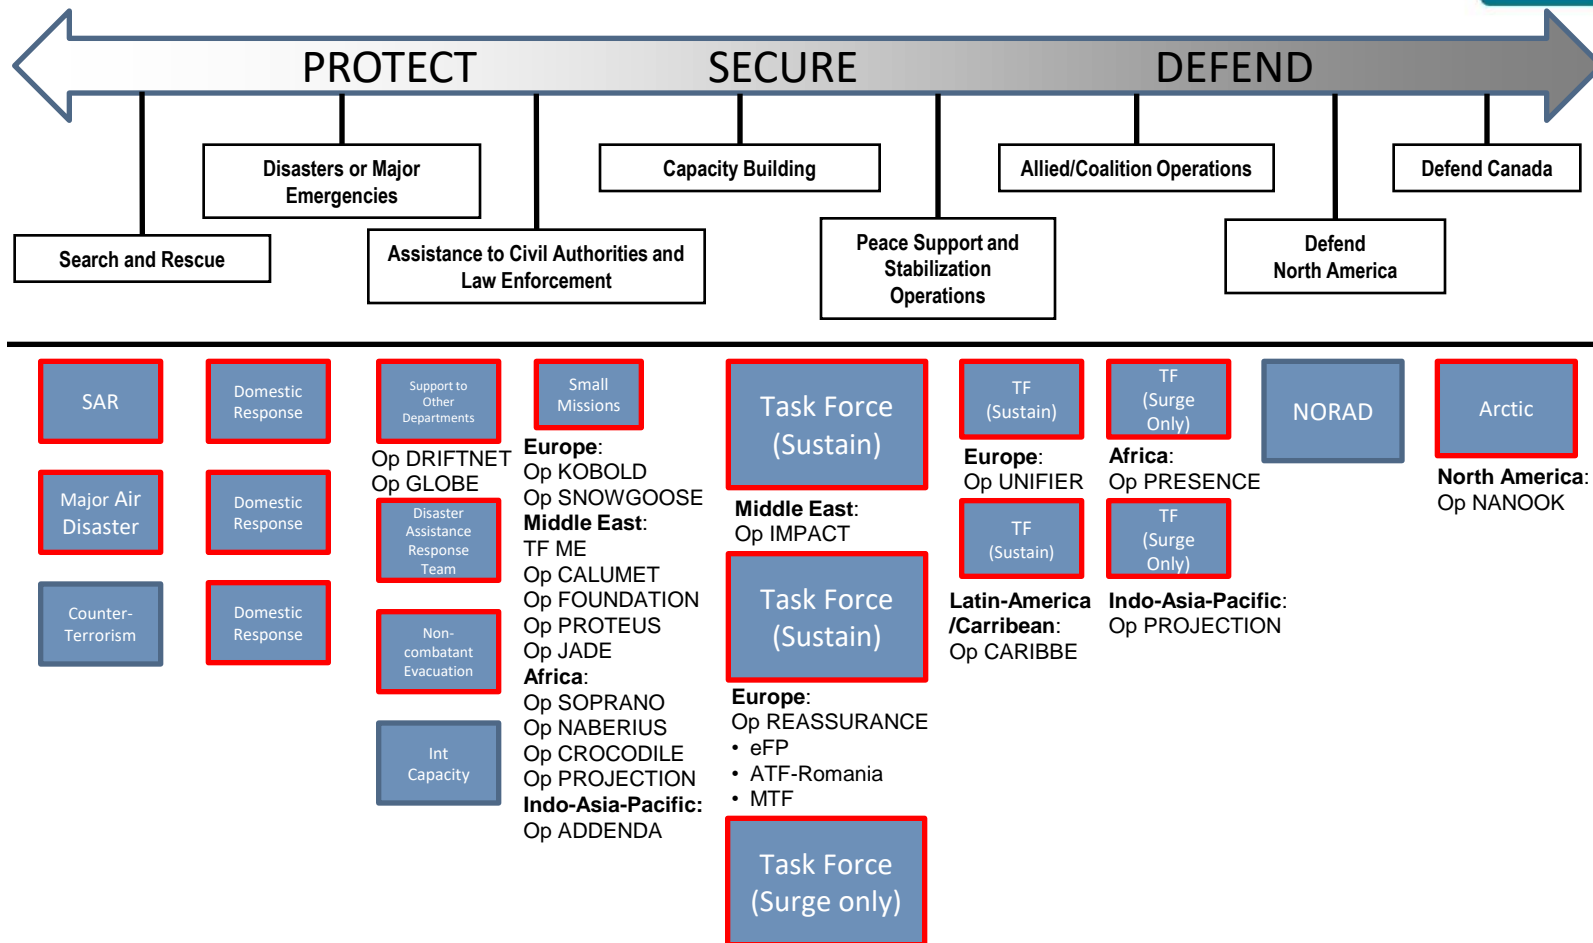 PROTECT
SECURE
DEFEND
Search and Rescue
Disasters or Major
Emergencies
Assistance to Civil Authorities and
Law Enforcement
Capacity Building
Peace Support and
Stabilization
Operations
Allied/Coalition Operations
Defend
North America
Defend Canada
SAR
Major Air
Disaster
Counter-
Terrorism
Domestic
Response
Domestic
Response
Domestic
Response
Support to
Other
Departments
Op DRIFTNET
Op GLOBE
Disaster
Assistance
Response
Team
Non-
combatant
Evacuation
Int
Capacity
Small
Missions
Europe:
Op KOBOLD
Op SNOWGOOSE
Middle East:
TF ME
Op CALUMET
Op FOUNDATION
Op PROTEUS
Op JADE
Africa:
Op SOPRANO
Op NABERIUS
Op CROCODILE
Op PROJECTION
Indo-Asia-Pacific:
Op ADDENDA
Task Force
(Sustain)
Middle East:
Op IMPACT
Task Force
(Sustain)
Europe:
Op REASSURANCE
• eFP
• ATF-Romania
• MTF
Task Force
(Surge only)
TF
(Sustain)
Europe:
Op UNIFIER
TF
(Sustain)
Latin-America
/Carribean:
Op CARIBBE
TF
(Surge
Only)
Africa:
Op PRESENCE
TF
(Surge
Only)
Indo-Asia-Pacific:
Op PROJECTION
NORAD
Arctic
North America:
Op NANOOK